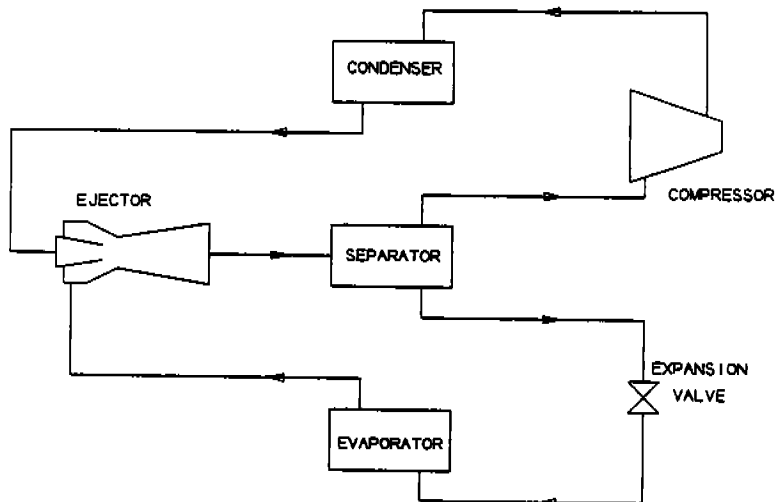 CONDENSER
EJECTOR
COMPRESSOR
SEPARATOR
EXPANSION
VALVE
EVAPORATOR